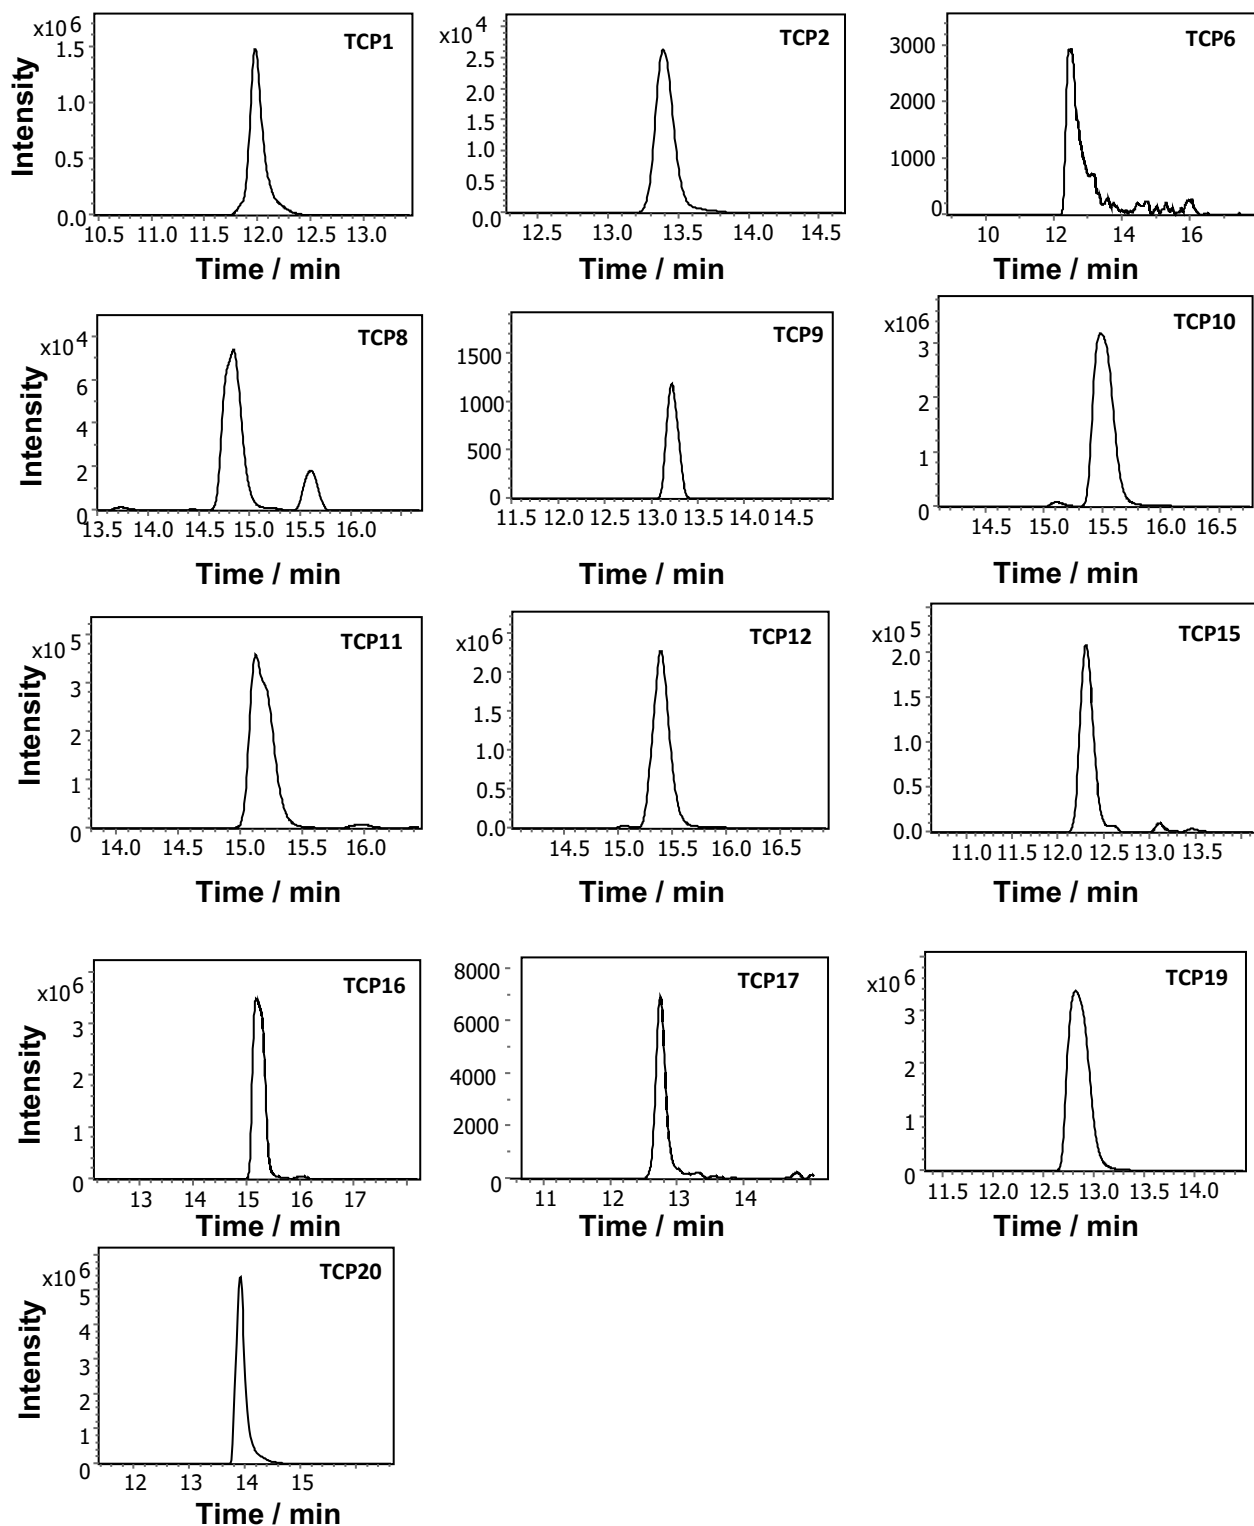 x10 6
TCP1
Intensity
1.5
1.0
0.5
0.0
10.5 11.0 11.5 12.0 12.5 13.0
Time / min
x10 4
TCP2
2.5
2.0
1.5
1.0
0.5
0.0
12.5 13.0 13.5 14.0 14.5
Time / min
TCP6
3000
2000
1000
0
10 12 14 16
Time / min
x10 4
TCP8
Intensity
6
4
2
0
13.5 14.0 14.5 15.0 15.5 16.0
Time / min
TCP9
1500
1000
500
0
11.5 12.0 12.5 13.0 13.5 14.0 14.5
Time / min
x10 6
TCP10
3
2
1
0
14.5 15.0 15.5 16.0 16.5
Time / min
x10 5
TCP11
Intensity
3
2
1
0
14.0 14.5 15.0 15.5 16.0
Time / min
x10 6
TCP12
2.0
1.5
1.0
0.5
0.0
14.5 15.0 15.5 16.0 16.5
Time / min
x10 5
TCP15
2.0
1.5
1.0
0.5
0.0
11.0 11.5 12.0 12.5 13.0 13.5
Time / min
x10 6
TCP16
Intensity
3
2
1
0
13 14 15 16 17
Time / min
TCP17
8000
6000
4000
2000
0
11 12 13 14
Time / min
x10 6
TCP19
3
2
1
0
11.5 12.0 12.5 13.0 13.5 14.0
Time / min
x10 6
TCP20
Intensity
5
4
3
2
1
0
12 13 14 15
Time / min